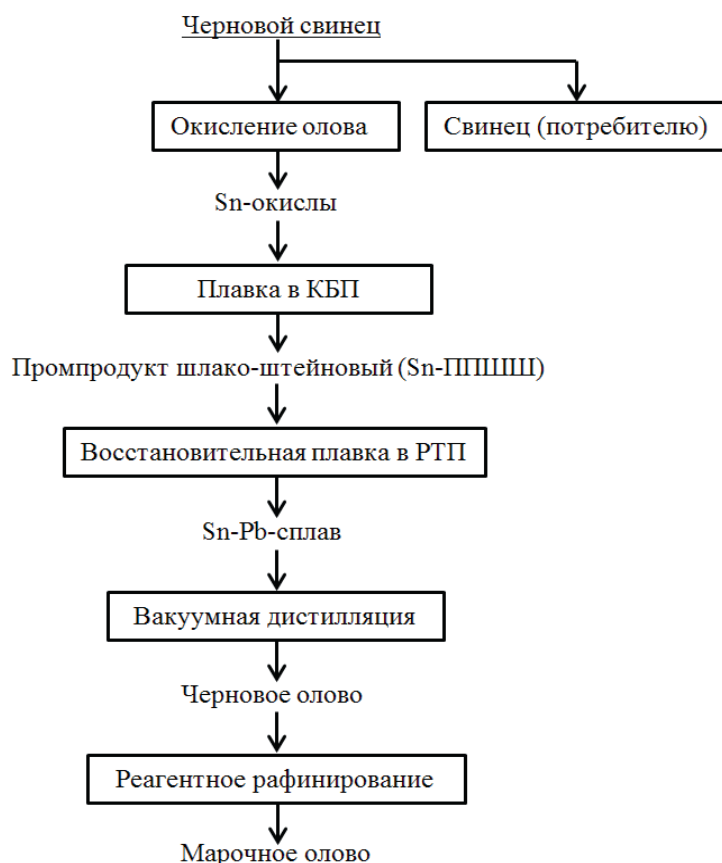 Черновой свинец
Окисление олова
Свинец (потребителю)
Sn-окислы
Плавка в КБП
Промпродукт шлако-штейновый (Sn-ППШШ)
Восстановительная плавка в РТП
Sn-Pb-сплав
Вакуумная дистилляция
Черновое олово
Реагентное рафинирование
Марочное олово